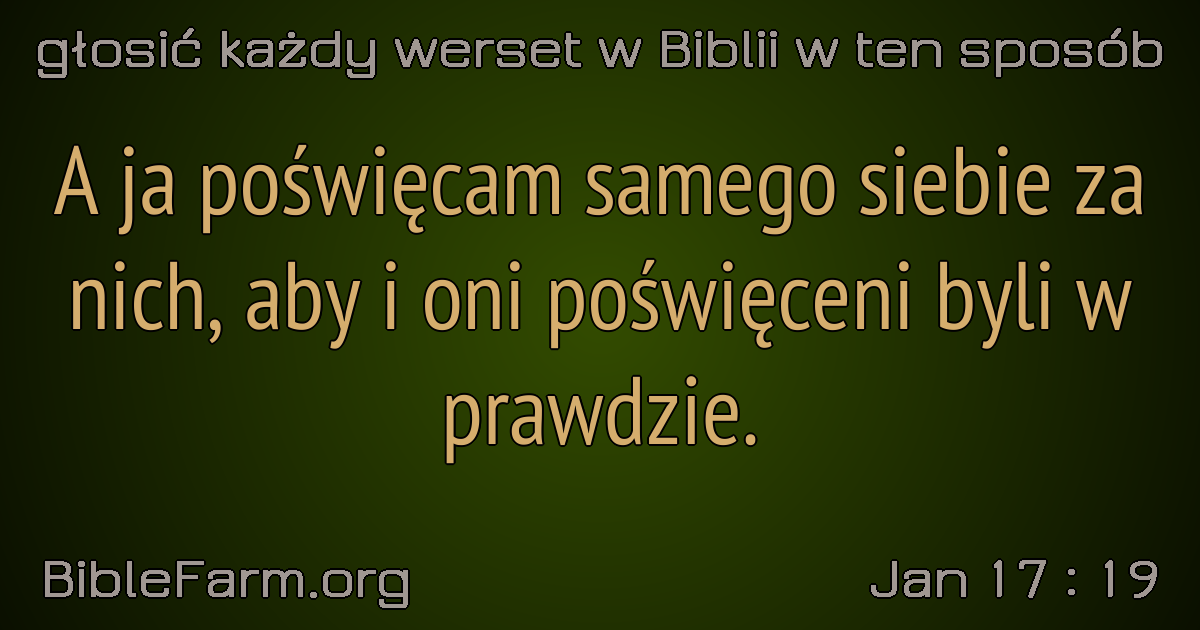 głosić każdy werset w Biblii w ten sposób
A ja poświęcam samego siebie za
nich, aby i oni poświęceni byli w
prawdzie.
BibleFarm.org
Jan 17 : 19